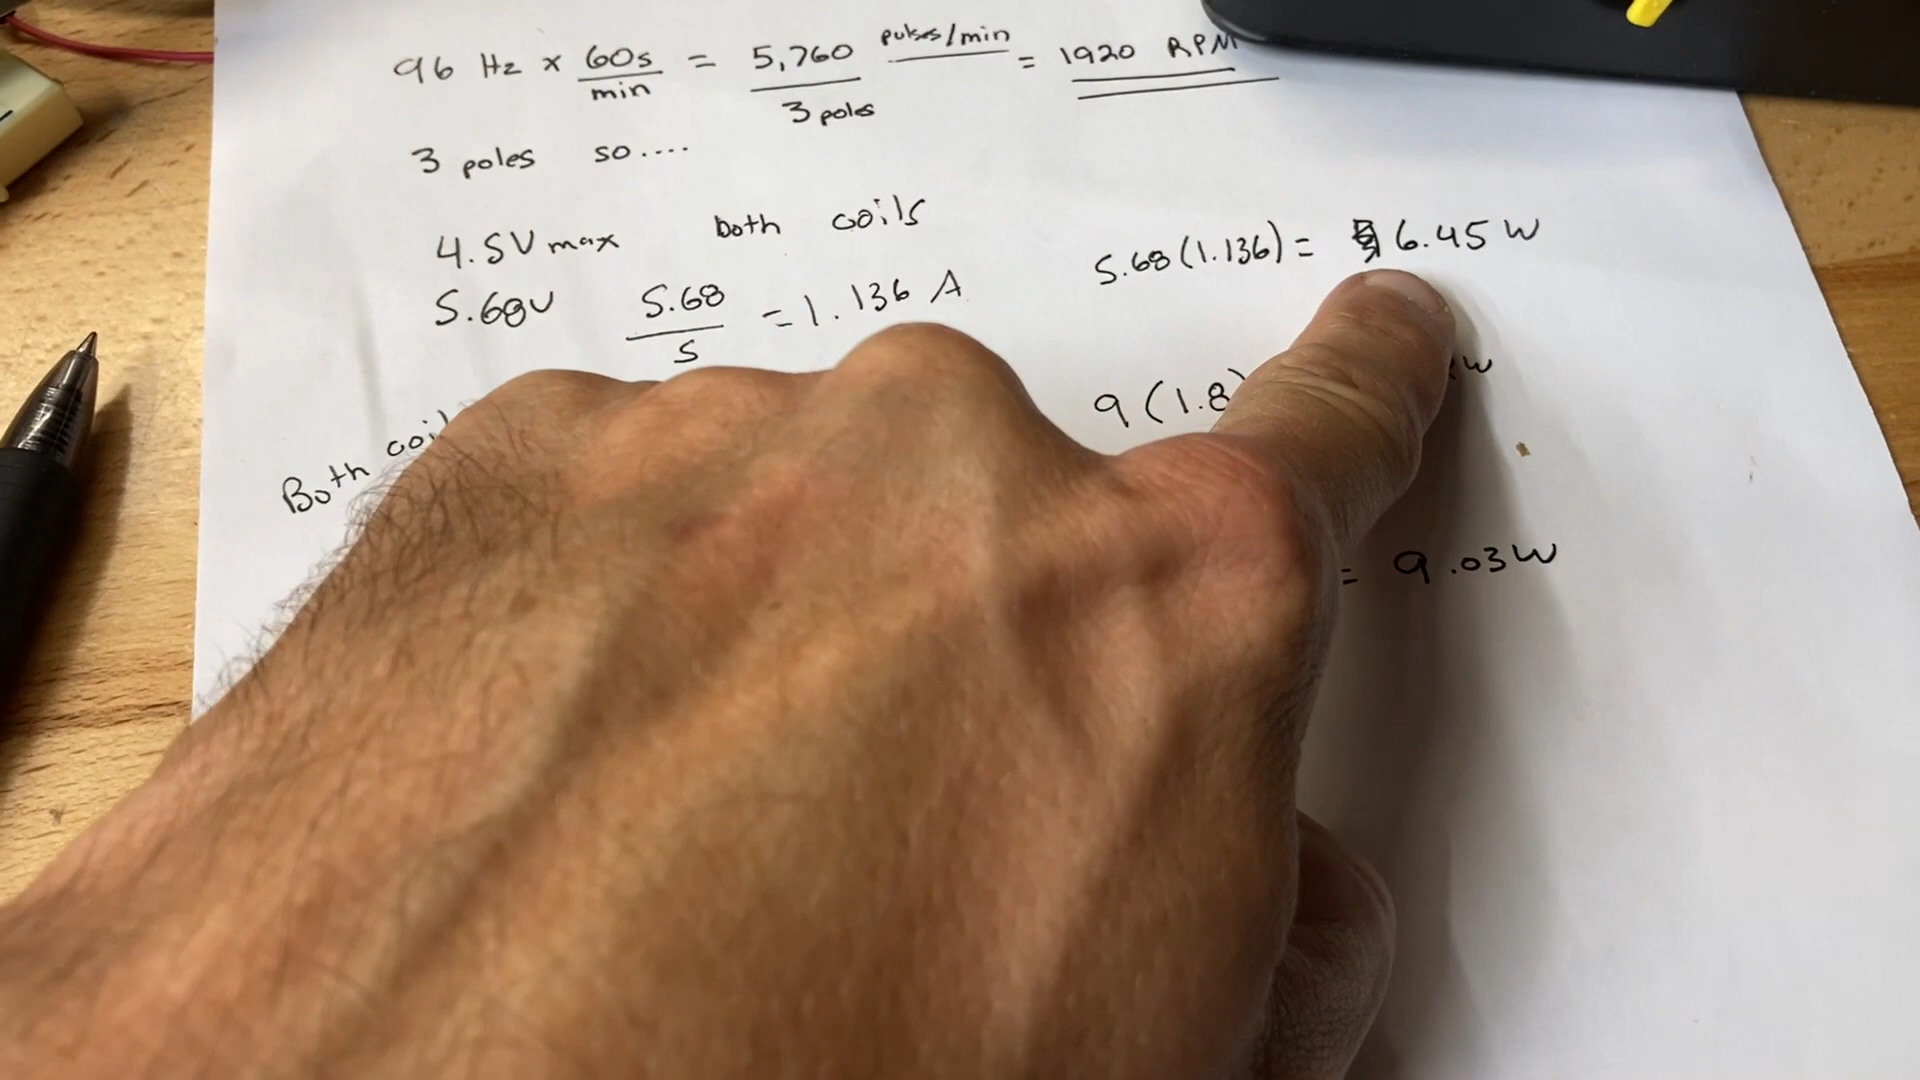 96 Hz x 60s/min = 5,760 pulses/min / 3 poles = 1920 RPM
3 poles so....
4.5V max both coils
5.68V 5.68/5 = 1.136 A
5.68(1.136) = 6.45 W
9(1.8) W
Both
= 9.03W